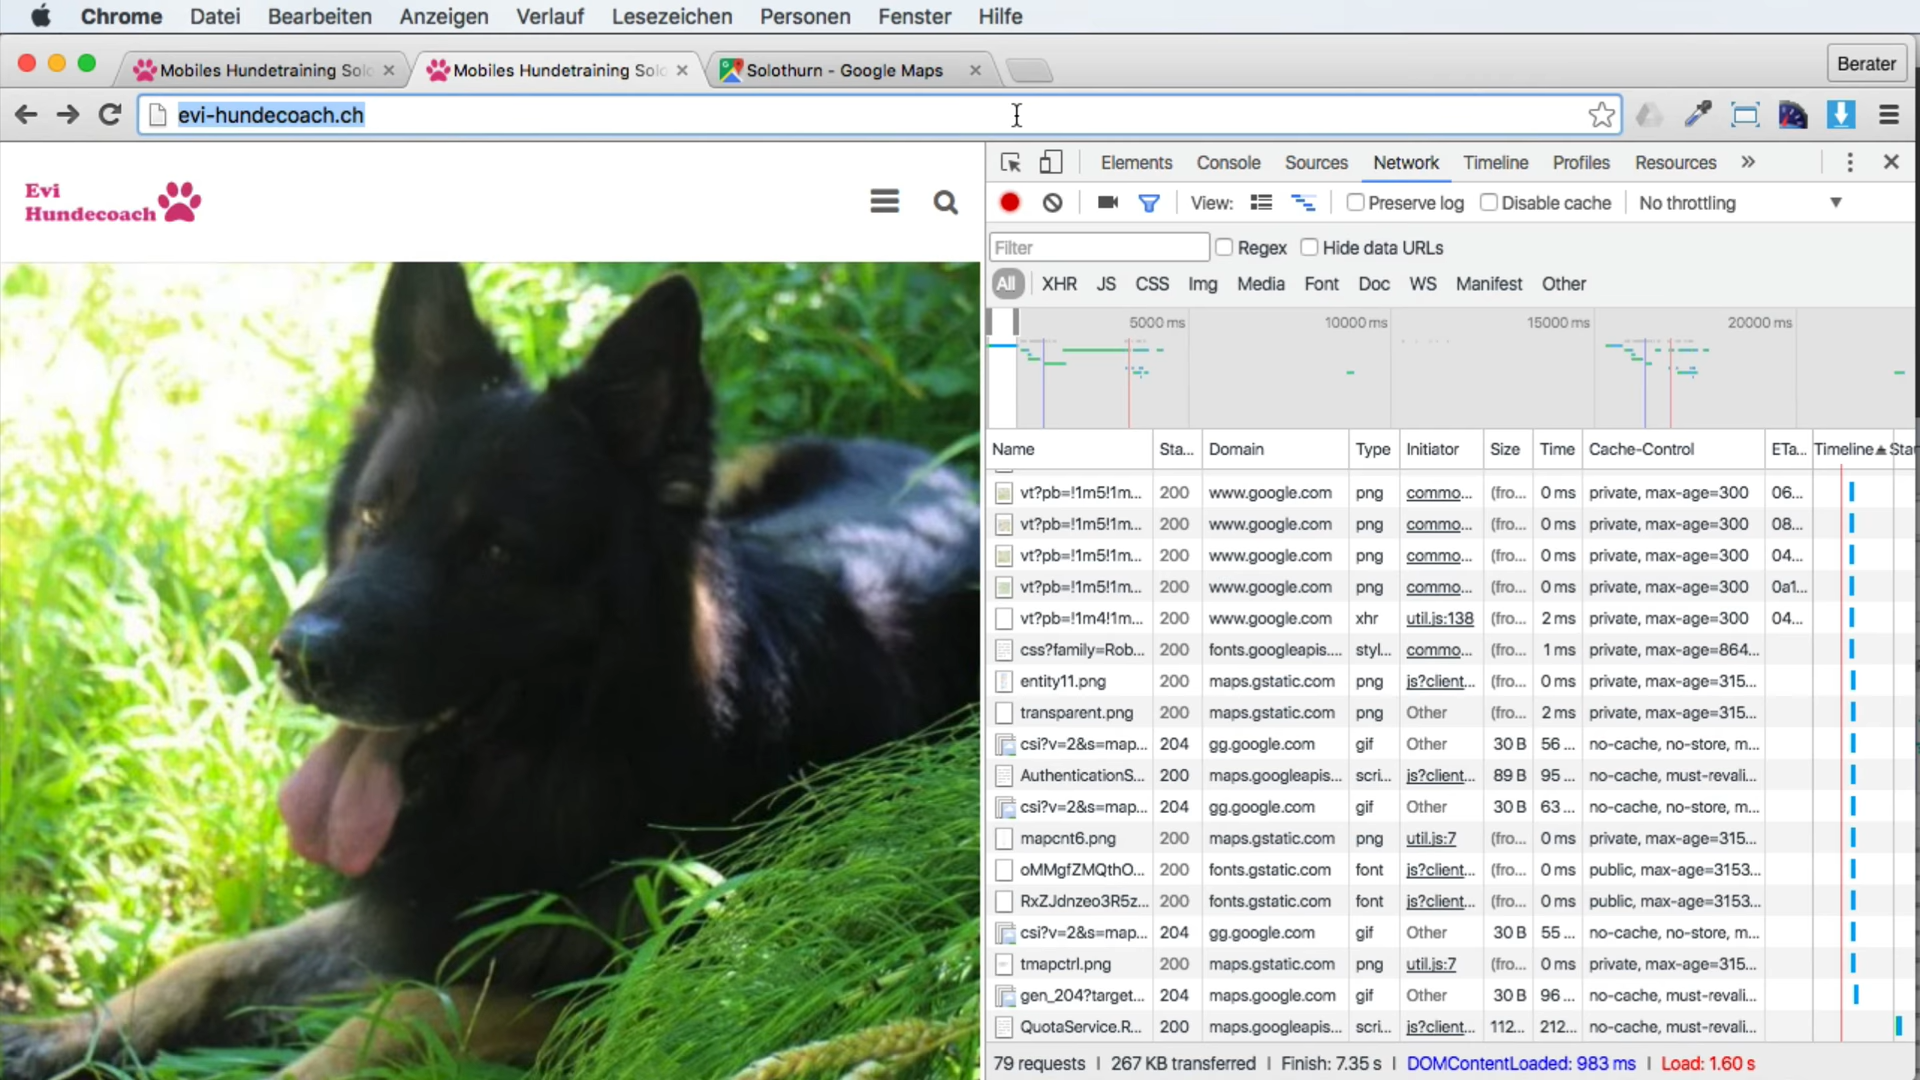 Chrome Datei Bearbeiten Anzeigen Verlauf Lesezeichen Personen Fenster Hilfe
Mobiles Hundetraining Solo Mobiles Hundetraining Solo Solothurn - Google Maps Berater
evi-hundecoach.ch
Evi
Hundecoach
Elements Console Sources Network Timeline Profiles Resources »
View: Preserve log Disable cache No throttling
Filter Regex Hide data URLs
All XHR JS CSS Img Media Font Doc WS Manifest Other
5000 ms 10000 ms 15000 ms 20000 ms
Name Sta... Domain Type Initiator Size Time Cache-Control ETa... Timeline Star
vt?pb=!1m5!1m... 200 www.google.com png commo... (fro... 0 ms private, max-age=300 06...
vt?pb=!1m5!1m... 200 www.google.com png commo... (fro... 0 ms private, max-age=300 08...
vt?pb=!1m5!1m... 200 www.google.com png commo... (fro... 0 ms private, max-age=300 04...
vt?pb=!1m5!1m... 200 www.google.com png commo... (fro... 0 ms private, max-age=300 0a1...
vt?pb=!1m4!1m... 200 www.google.com xhr util.js:138 (fro... 2 ms private, max-age=300 04...
css?family=Rob... 200 fonts.googleapis.... styl... commo... (fro... 1 ms private, max-age=864...
entity11.png 200 maps.gstatic.com png js?client... (fro... 0 ms private, max-age=315...
transparent.png 200 maps.gstatic.com png Other (fro... 2 ms private, max-age=315...
csi?v=2&s=map... 204 gg.google.com gif Other 30 B 56 ... no-cache, no-store, m...
AuthenticationS... 200 maps.googleapis... scri... js?client... 89 B 95 ... no-cache, must-revali...
csi?v=2&s=map... 204 gg.google.com gif Other 30 B 63 ... no-cache, no-store, m...
mapcnt6.png 200 maps.gstatic.com png util.js:7 (fro... 0 ms private, max-age=315...
oMMgfZMQthO... 200 fonts.gstatic.com font js?client... (fro... 0 ms public, max-age=3153...
RxZJdnzeo3R5z... 200 fonts.gstatic.com font js?client... (fro... 0 ms public, max-age=3153...
csi?v=2&s=map... 204 gg.google.com gif Other 30 B 55 ... no-cache, no-store, m...
tmapctrl.png 200 maps.gstatic.com png util.js:7 (fro... 0 ms private, max-age=315...
gen_204?target... 204 maps.google.com gif Other 30 B 96 ... no-cache, must-revali...
QuotaService.R... 200 maps.googleapis... scri... js?client... 112... 212... no-cache, must-revali...
79 requests | 267 KB transferred | Finish: 7.35 s | DOMContentLoaded: 983 ms | Load: 1.60 s